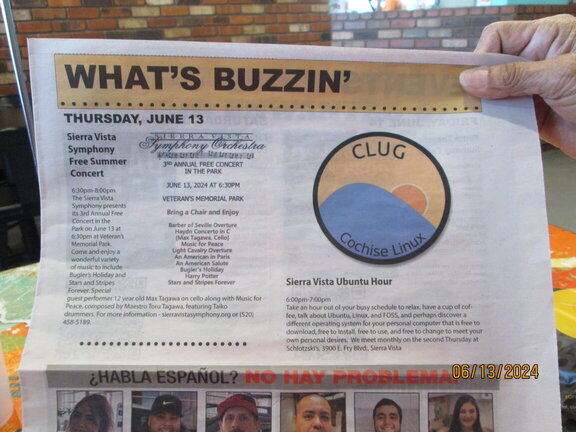 WHAT'S BUZZIN'
THURSDAY, JUNE 13
Sierra Vista
Symphony
Free Summer
Concert
6:30pm-8:00pm
The Sierra Vista
Symphony presents
its 3rd Annual Free
Concert in the
Park on June 13 at
6:30pm at Veteran's
Memorial Park.
Come and enjoy a
wonderful variety
of music to include
Bugler's Holiday and
Stars and Stripes
Forever. Special
guest performer 12 year old Max Tagawa on cello along with Music for
Peace, composed by Maestro Toru Tagawa, featuring Taiko
drummers. For more information - sierravistasymphony.org or (520)
458-5189.
SIERRA VISTA
Symphony Orchestra
3RD ANNUAL FREE CONCERT
IN THE PARK
JUNE 13, 2024 AT 6:30PM
VETERAN'S MEMORIAL PARK
Bring a Chair and Enjoy
Barber of Seville Overture
Haydn Concerto in C
(Max Tagawa, Cello)
Music for Peace
Light Cavalry Overture
An American in Paris
An American Salute
Bugler's Holiday
Harry Potter
Stars and Stripes Forever
CLUG
Cochise Linux
Sierra Vista Ubuntu Hour
6:00pm-7:00pm
Take an hour out of your busy schedule to relax, have a cup of cof-
fee, talk about Ubuntu, Linux, and FOSS, and perhaps discover a
different operating system for your personal computer that is free to
download, free to install, free to use, and free to change to meet your
own personal desires. We meet monthly on the second Thursday at
Schlotzski's, 3900 E. Fry Blvd., Sierra Vista
¿HABLA ESPAÑOL? NO HAY PROBLEMA!
06/13/2024